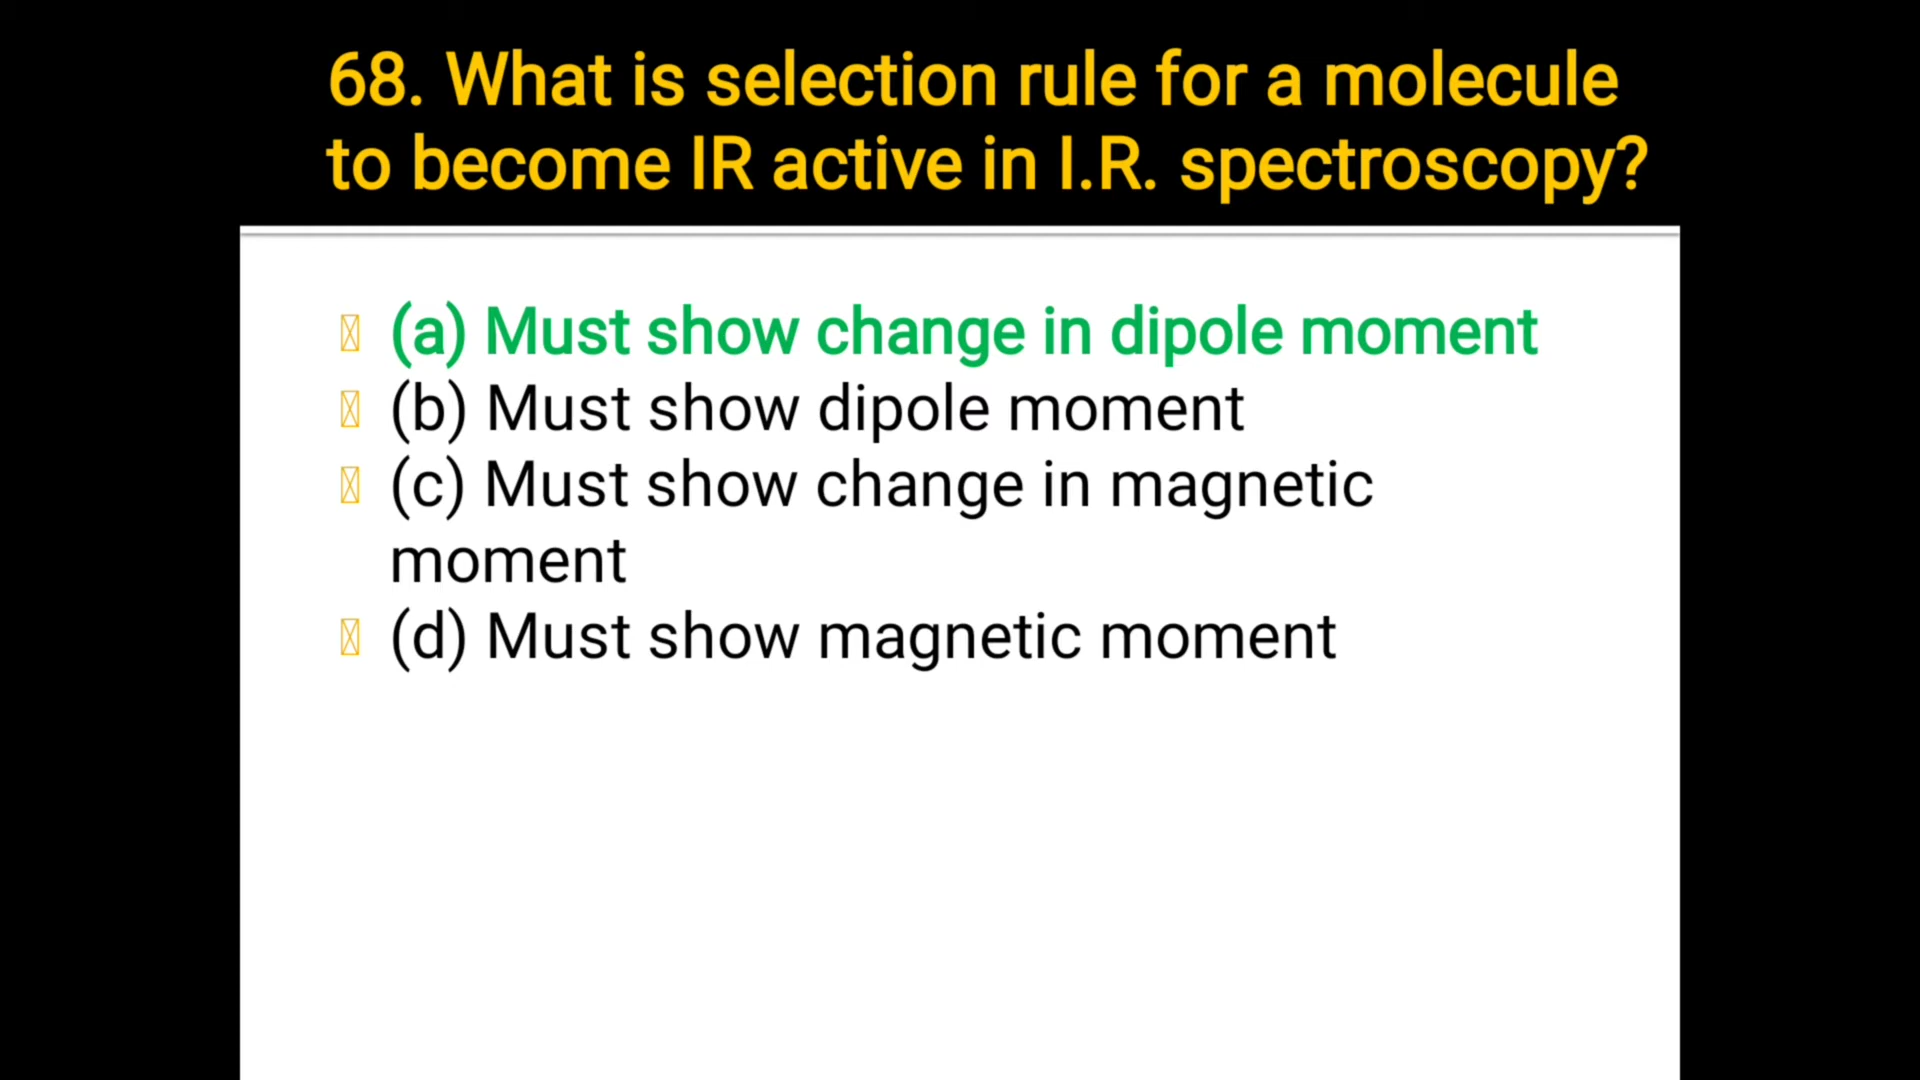 68. What is selection rule for a molecule
to become IR active in I.R. spectroscopy?
(a) Must show change in dipole moment
(b) Must show dipole moment
(c) Must show change in magnetic
moment
(d) Must show magnetic moment